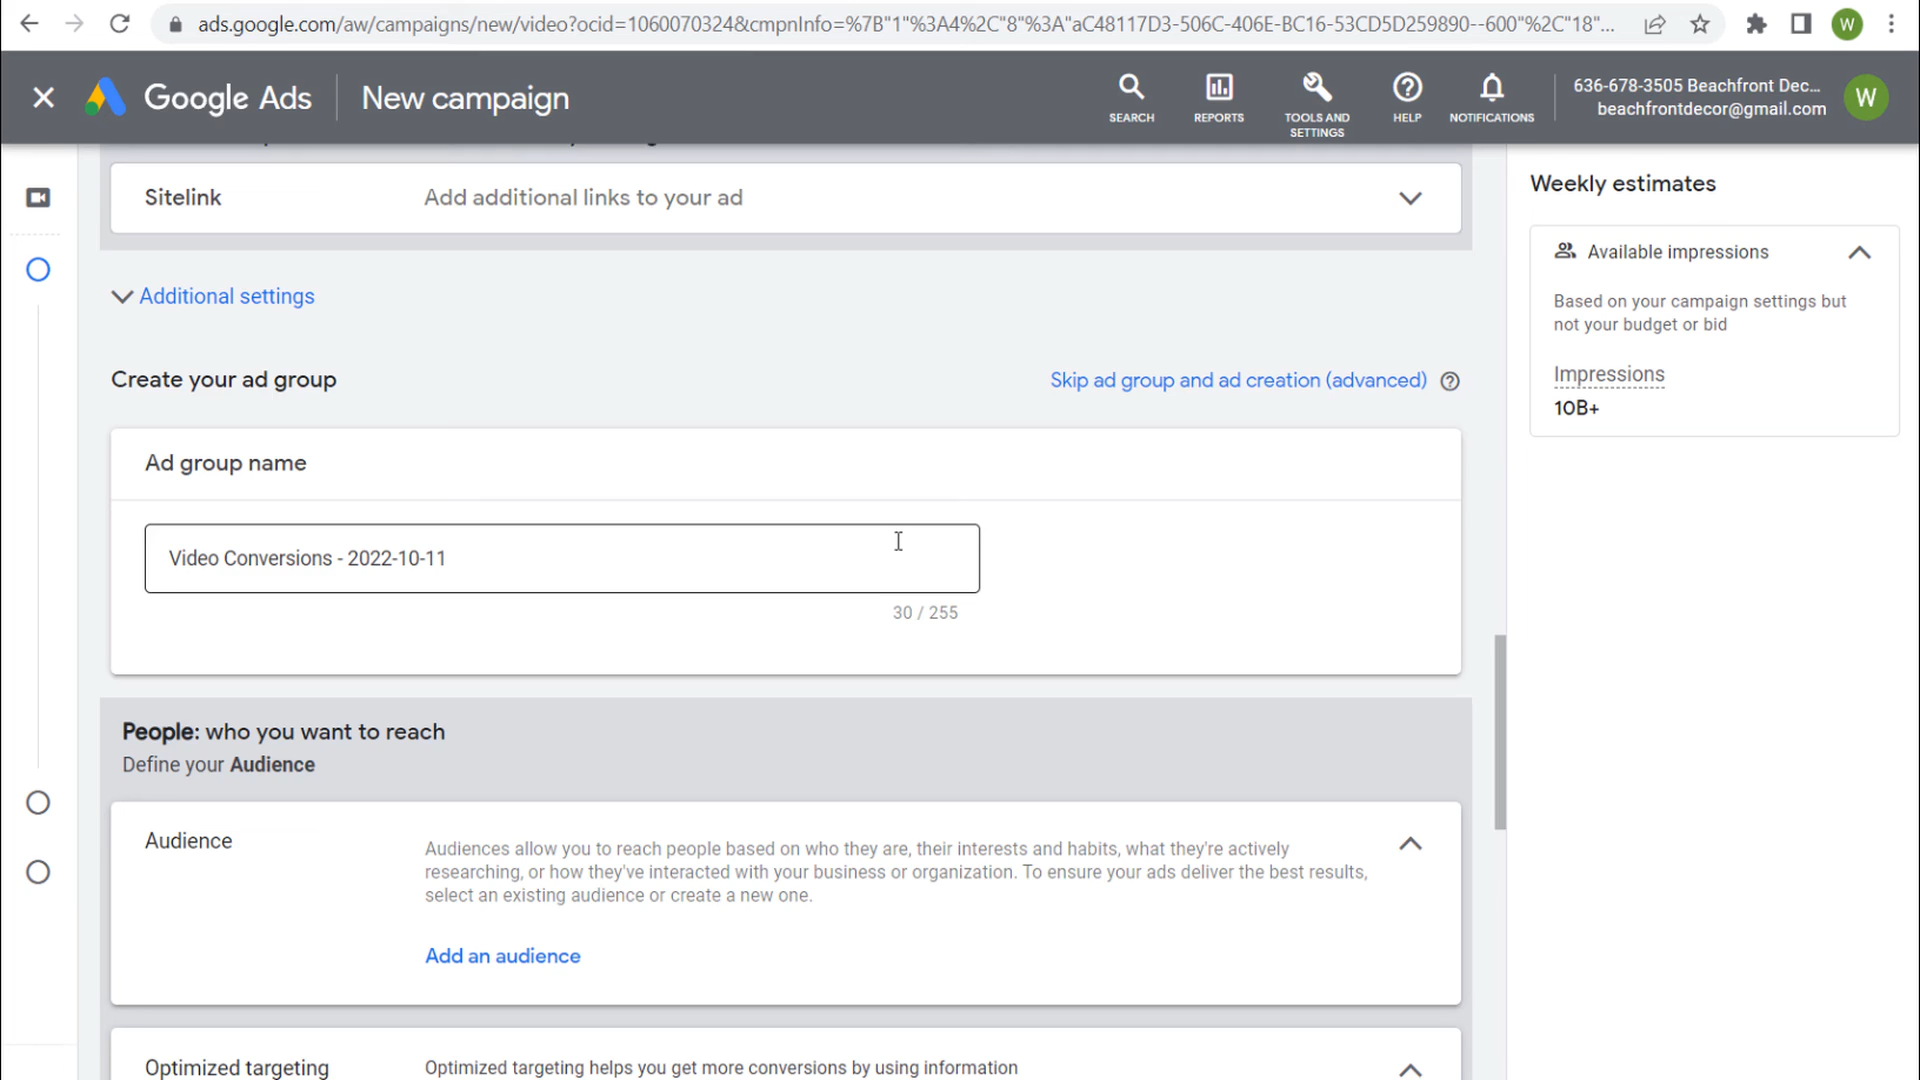 ads.google.com/aw/campaigns/new/video?ocid=1060070324&cmpnInfo=%7B"1"%3A4%2C"8"%3A"aC48117D3-506C-406E-BC16-53CD5D259890--600"%2C"18"...
W
Google Ads
New campaign
SEARCH
REPORTS
TOOLS AND
SETTINGS
HELP
NOTIFICATIONS
636-678-3505 Beachfront Dec...
beachfrontdecor@gmail.com
W
Sitelink
Add additional links to your ad
Additional settings
Create your ad group
Skip ad group and ad creation (advanced)
Ad group name
Video Conversions - 2022-10-11
30 / 255
People: who you want to reach
Define your Audience
Audience
Audiences allow you to reach people based on who they are, their interests and habits, what they're actively
researching, or how they've interacted with your business or organization. To ensure your ads deliver the best results,
select an existing audience or create a new one.
Add an audience
Optimized targeting
Optimized targeting helps you get more conversions by using information
Weekly estimates
Available impressions
Based on your campaign settings but
not your budget or bid
Impressions
10B+